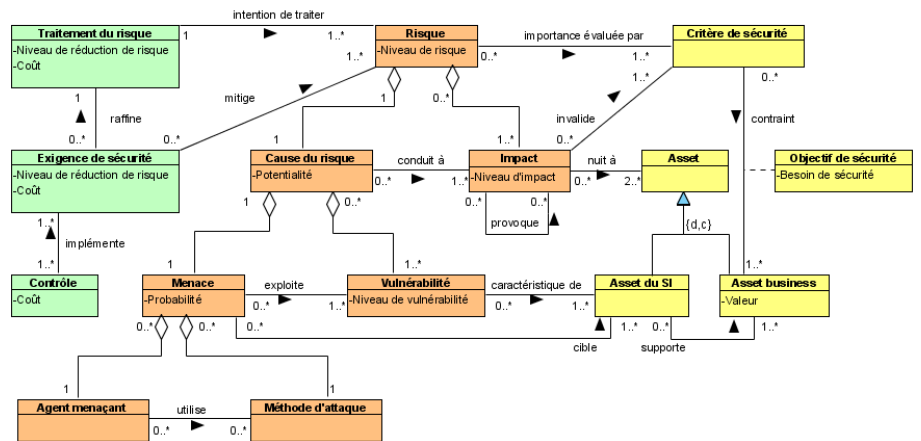 intention de traiter
Traitement du risque
-Niveau de réduction de risque
-Coût
1
1..*
Risque
-Niveau de risque
1..*
0..*
importance évaluée par
1..*
Critère de sécurité
0..*
mitige
1
raffine
0..*
0..*
1
0..*
invalide
1..*
contraint
Exigence de sécurité
-Niveau de réduction de risque
-Coût
1
Cause du risque
-Potentialité
conduit à
0..*
1..*
1..*
0..*
Impact
-Niveau d'impact
nuit à
0..*
2..*
Asset
Objectif de sécurité
-Besoin de sécurité
1
0..*
0..*
0..*
provoque
{d,c}
1..*
implémente
1..*
1
1..*
1..*
Contrôle
-Coût
Menace
-Probabilité
exploite
0..*
1..*
Vulnérabilité
-Niveau de vulnérabilité
caractéristique de
0..*
1..*
Asset du SI
Asset business
-Valeur
0..*
0..*
0..*
1..*
0..*
1..*
cible
supporte
1
1
Agent menaçant
utilise
0..*
0..*
Méthode d'attaque